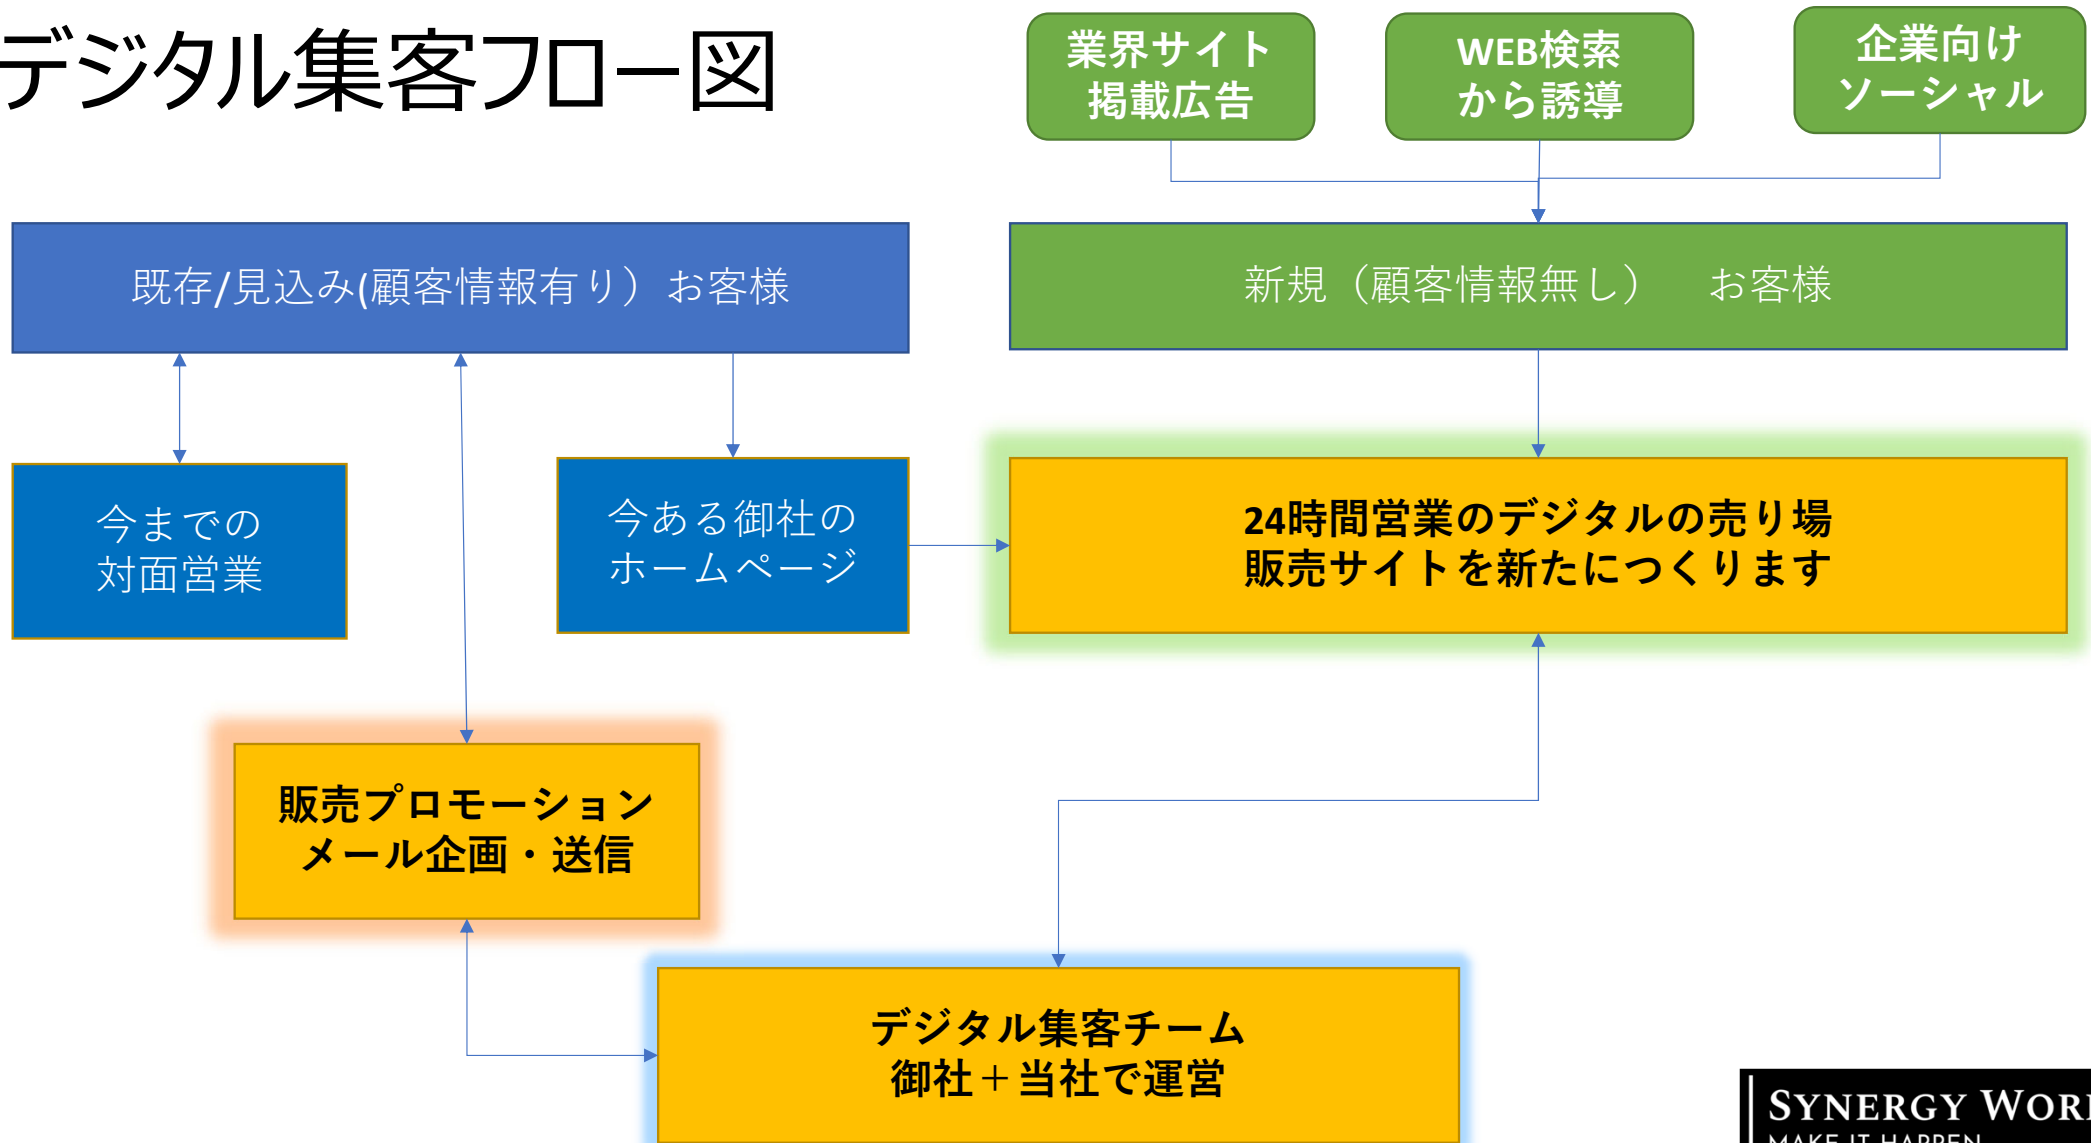 デジタル集客フロー図
業界サイト
掲載広告
WEB検索
から誘導
企業向け
ソーシャル
既存/見込み(顧客情報有り）お客様
新規（顧客情報無し）　お客様
今までの
対面営業
今ある御社の
ホームページ
24時間営業のデジタルの売り場
販売サイトを新たにつくります
販売プロモーション
メール企画・送信
デジタル集客チーム
御社＋当社で運営
SYNERGY
MAKE IT HAPPEN